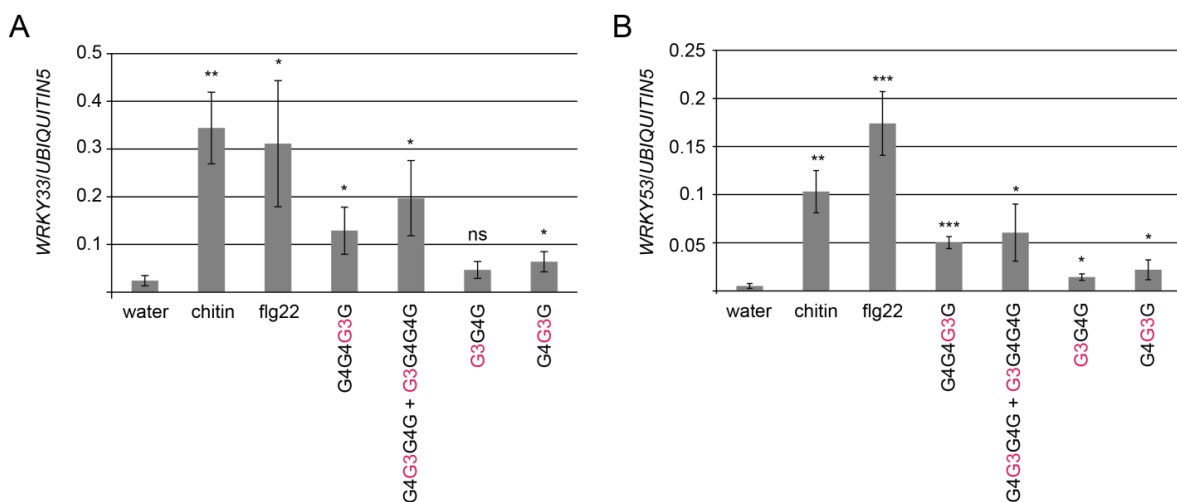 A
WRKY33/UBIQUITIN5
0.5
0.4
0.3
0.2
0.1
**
*
*
*
ns
*
water
chitin
flg22
G4G4G3G
G4G3G4G + G3G4G4G
G3G4G
G4G3G
B
WRKY53/UBIQUITIN5
0.25
0.2
0.15
0.1
0.05
**
***
***
*
*
*
water
chitin
flg22
G4G4G3G
G4G3G4G + G3G4G4G
G3G4G
G4G3G